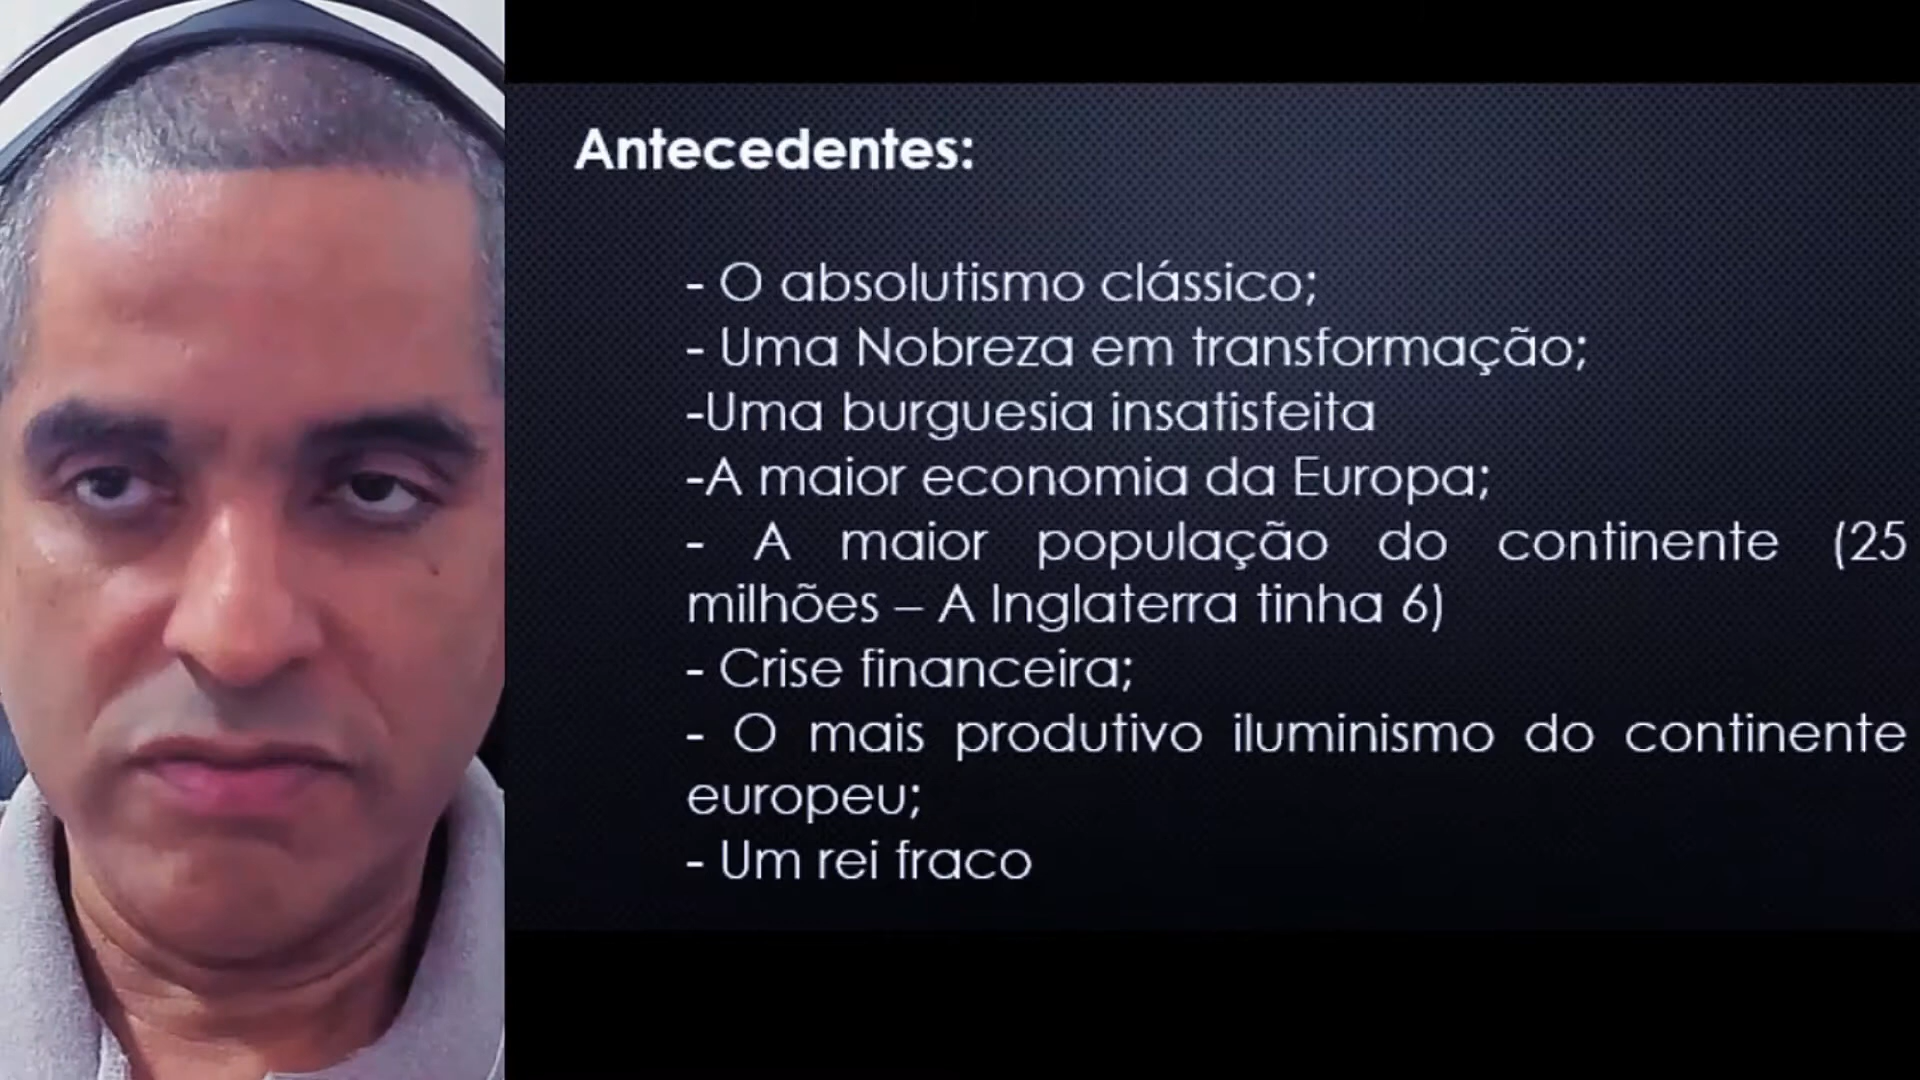 Antecedentes:
- O absolutismo clássico;
- Uma Nobreza em transformação;
-Uma burguesia insatisfeita
-A maior economia da Europa;
- A maior população do continente (25
milhões – A Inglaterra tinha 6)
- Crise financeira;
- O mais produtivo iluminismo do continente
europeu;
- Um rei fraco